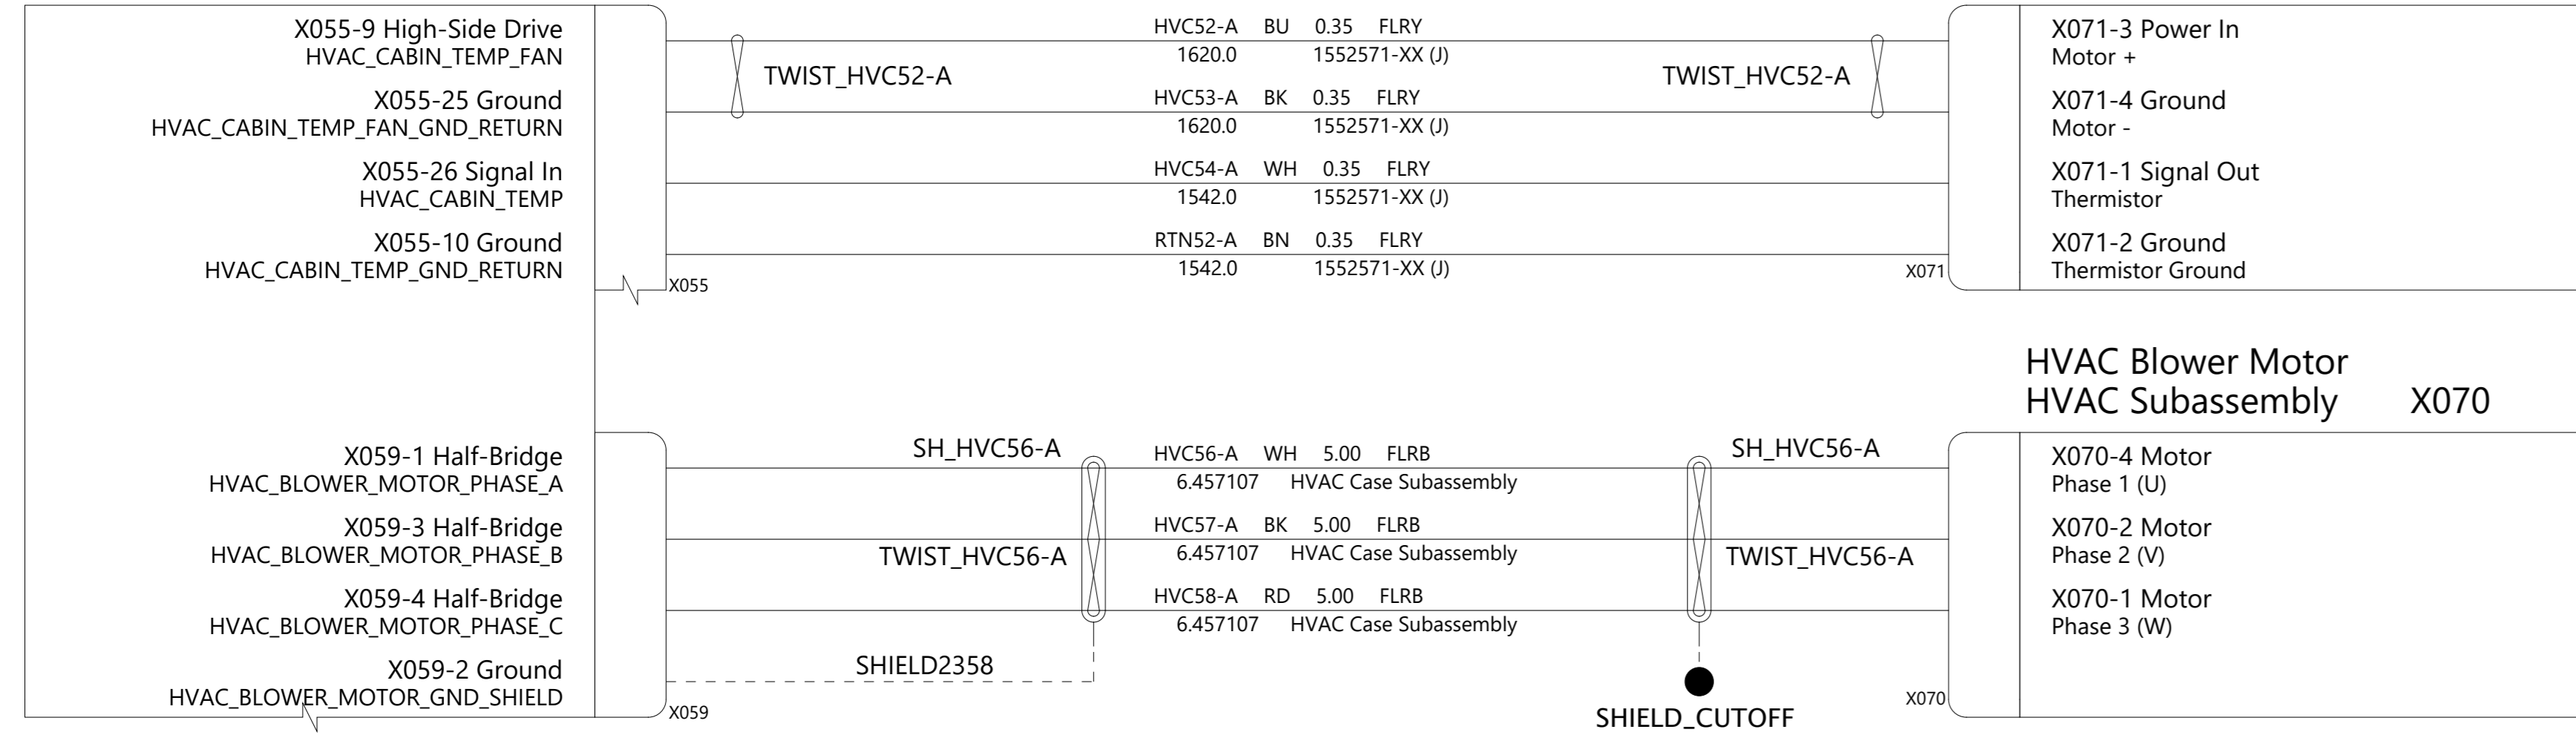 X055-9 High-Side Drive
HVAC_CABIN_TEMP_FAN
X055-25 Ground
HVAC_CABIN_TEMP_FAN_GND_RETURN
X055-26 Signal In
HVAC_CABIN_TEMP
X055-10 Ground
HVAC_CABIN_TEMP_GND_RETURN
X055
TWIST_HVC52-A
HVC52-A BU 0.35 FLRY
1620.0 1552571-XX (J)
HVC53-A BK 0.35 FLRY
1620.0 1552571-XX (J)
HVC54-A WH 0.35 FLRY
1542.0 1552571-XX (J)
RTN52-A BN 0.35 FLRY
1542.0 1552571-XX (J)
TWIST_HVC52-A
X071
X071-3 Power In
Motor +
X071-4 Ground
Motor -
X071-1 Signal Out
Thermistor
X071-2 Ground
Thermistor Ground
HVAC Blower Motor
HVAC Subassembly X070
X059-1 Half-Bridge
HVAC_BLOWER_MOTOR_PHASE_A
X059-3 Half-Bridge
HVAC_BLOWER_MOTOR_PHASE_B
X059-4 Half-Bridge
HVAC_BLOWER_MOTOR_PHASE_C
X059-2 Ground
HVAC_BLOWER_MOTOR_GND_SHIELD
X059
SH_HVC56-A
TWIST_HVC56-A
SHIELD2358
HVC56-A WH 5.00 FLRB
6.457107 HVAC Case Subassembly
HVC57-A BK 5.00 FLRB
6.457107 HVAC Case Subassembly
HVC58-A RD 5.00 FLRB
6.457107 HVAC Case Subassembly
SH_HVC56-A
TWIST_HVC56-A
SHIELD_CUTOFF
X070
X070-4 Motor
Phase 1 (U)
X070-2 Motor
Phase 2 (V)
X070-1 Motor
Phase 3 (W)